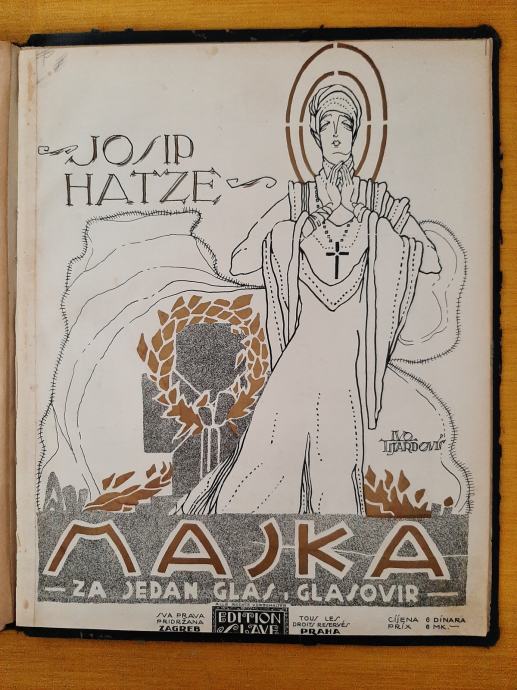 JOSIP
HATZE
IVO
TIJARDOVIĆ
MAJKA
— ZA JEDAN GLAS i GLASOVIR —
SVA PRAVA
PRIDRŽANA
ZAGREB
EDITION
SLAVE
TOUS LES
DROITS RESERVÉS
PRAHA
CIJENA 6 DINARA
PRIX 6 MK.—